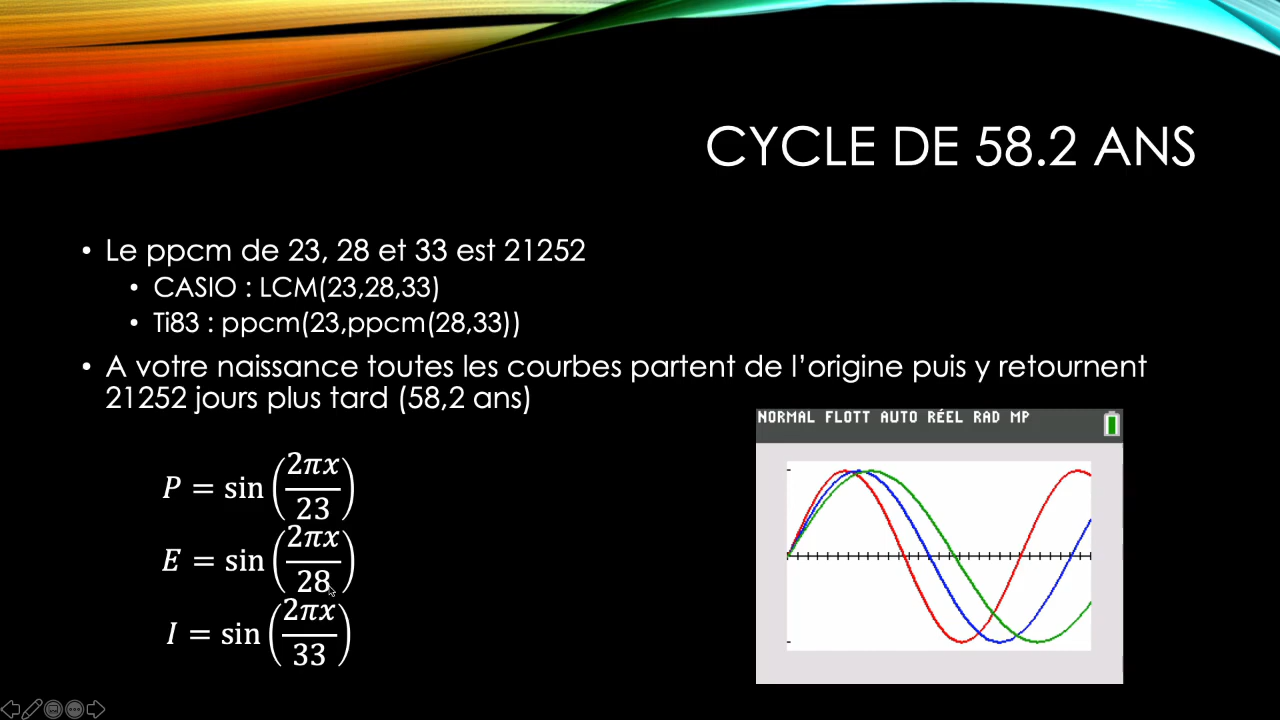 CYCLE DE 58.2 ANS
• Le ppcm de 23, 28 et 33 est 21252
• CASIO : LCM(23,28,33)
• Ti83 : ppcm(23,ppcm(28,33))
• A votre naissance toutes les courbes partent de l’origine puis y retournent
21252 jours plus tard (58,2 ans)
NORMAL FLOTT AUTO RÉEL RAD MP
P = sin(2πx/23)
E = sin(2πx/28)
I = sin(2πx/33)